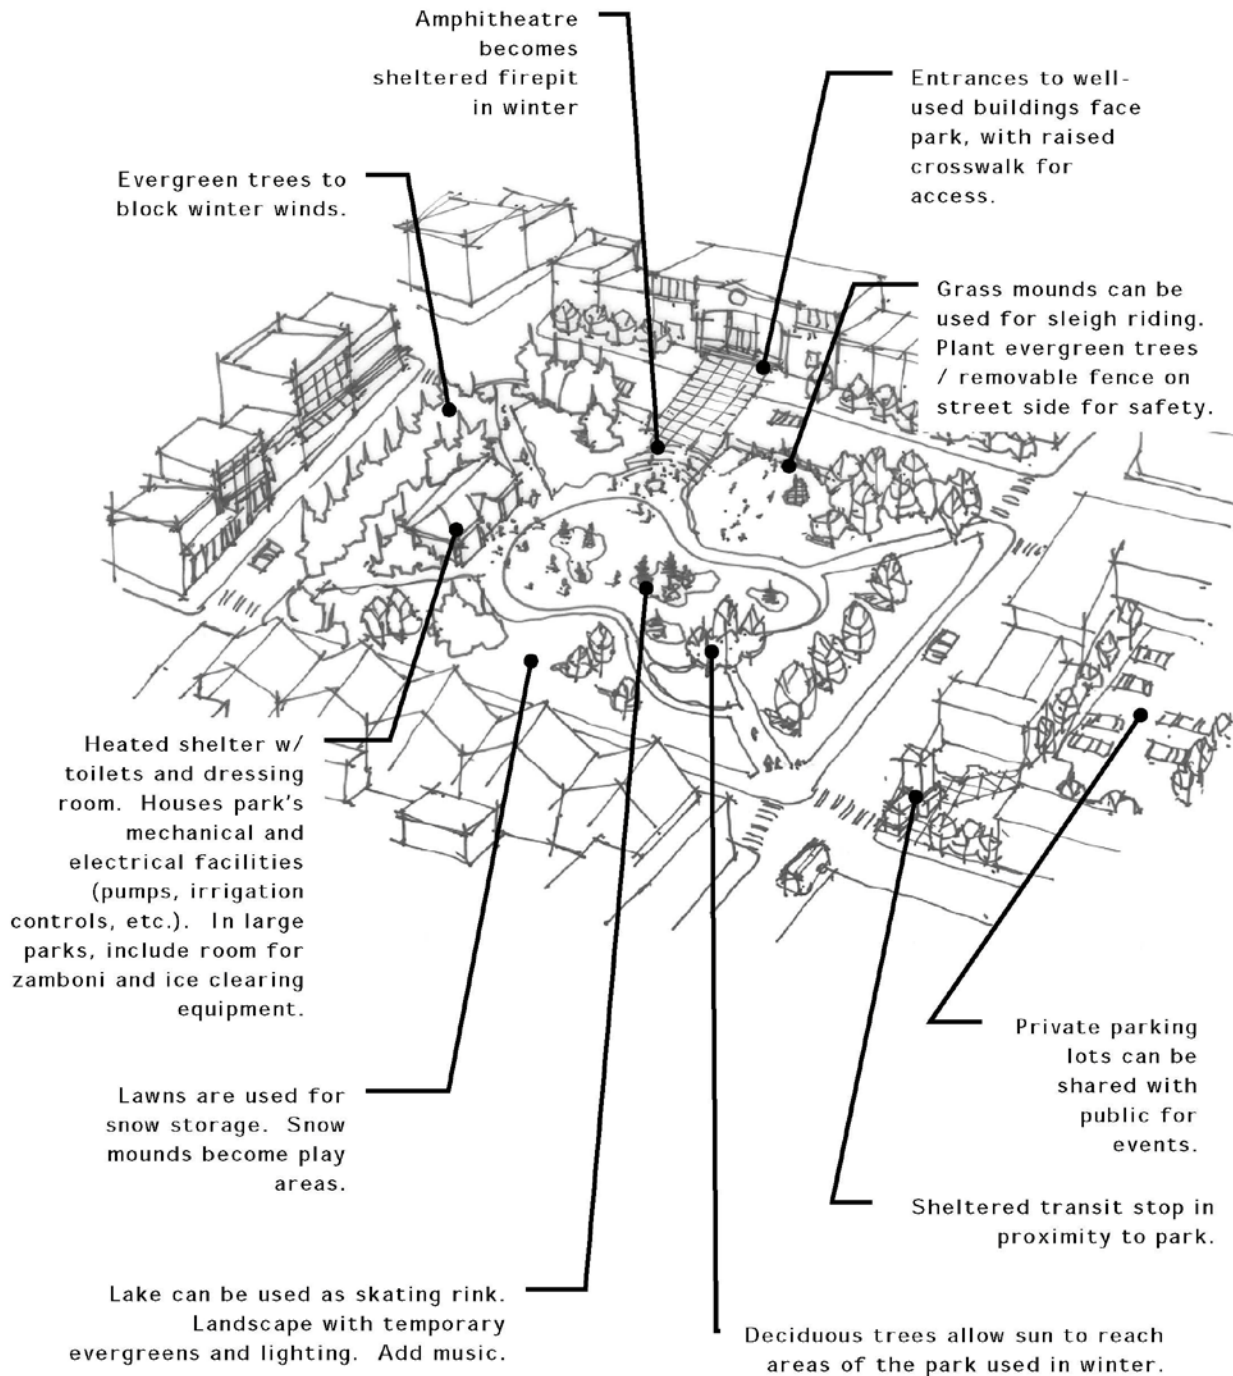 Amphitheatre
becomes
sheltered firepit
in winter
Entrances to well-
used buildings face
park, with raised
crosswalk for
access.
Evergreen trees to
block winter winds.
Grass mounds can be
used for sleigh riding.
Plant evergreen trees
/ removable fence on
street side for safety.
Heated shelter w/
toilets and dressing
room.  Houses park's
mechanical and
electrical facilities
(pumps, irrigation
controls, etc.).  In large
parks, include room for
zamboni and ice clearing
equipment.
Private parking
lots can be
shared with
public for
events.
Lawns are used for
snow storage.  Snow
mounds become play
areas.
Sheltered transit stop in
proximity to park.
Lake can be used as skating rink.
Landscape with temporary
evergreens and lighting.  Add music.
Deciduous trees allow sun to reach
areas of the park used in winter.